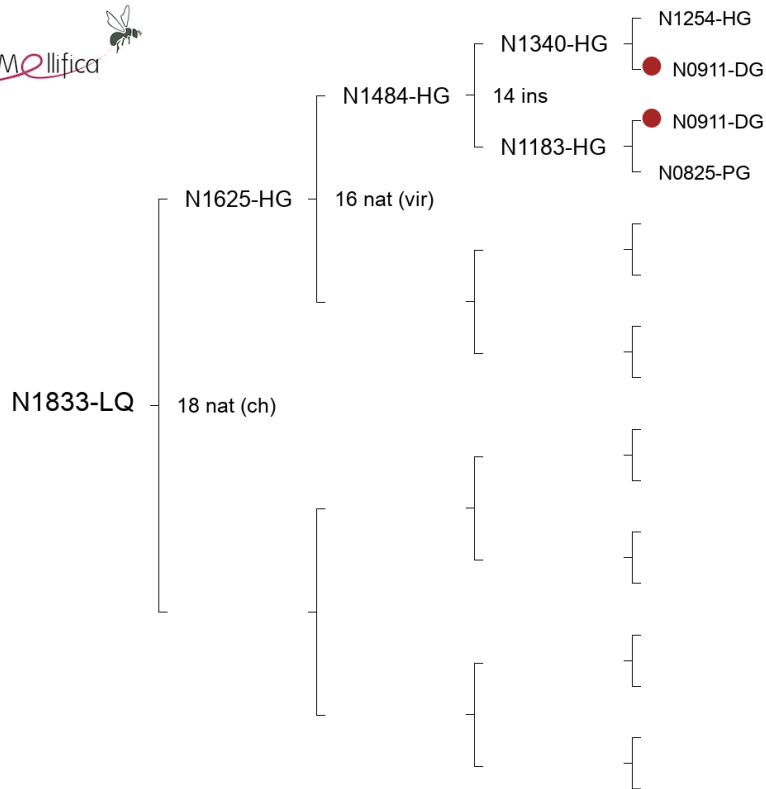 Mellifica
N1254-HG
N1340-HG
N0911-DG
N1484-HG
14 ins
N0911-DG
N1183-HG
N0825-PG
N1625-HG
16 nat (vir)
N1833-LQ
18 nat (ch)